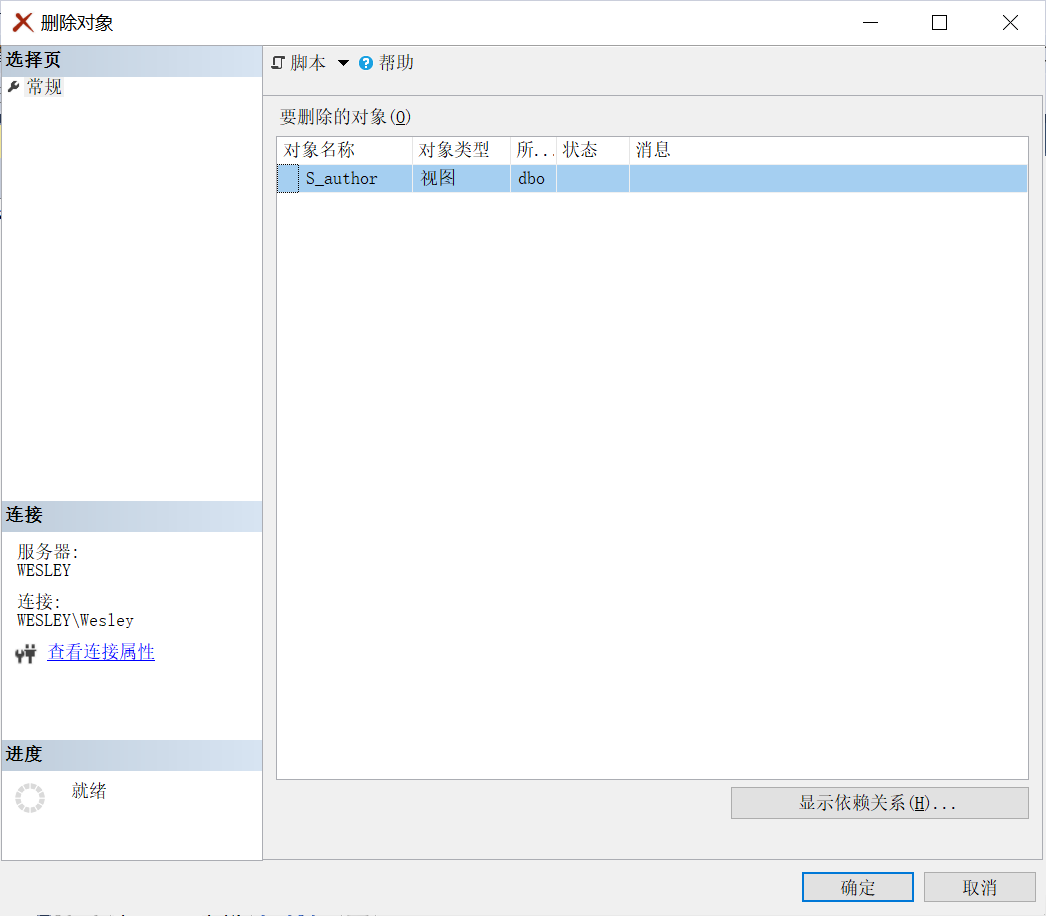 删除对象
选择页
常规
脚本 帮助
要删除的对象(O)
对象名称 对象类型 所... 状态 消息
S_author 视图 dbo
连接
服务器:
WESLEY
连接:
WESLEY\Wesley
查看连接属性
进度
就绪
显示依赖关系(H)...
确定 取消